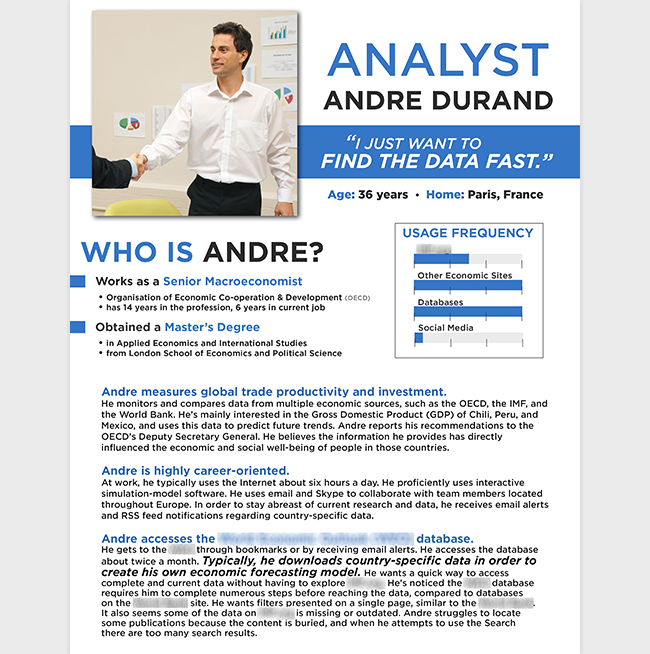 ANALYST
ANDRE DURAND
“I JUST WANT TO
FIND THE DATA FAST.”
Age: 36 years • Home: Paris, France
WHO IS ANDRE?
Works as a Senior Macroeconomist
• Organisation of Economic Co-operation & Development (OECD)
• has 14 years in the profession, 6 years in current job
Obtained a Master’s Degree
• in Applied Economics and International Studies
• from London School of Economics and Political Science
USAGE FREQUENCY
Other Economic Sites
Databases
Social Media
Andre measures global trade productivity and investment.
He monitors and compares data from multiple economic sources, such as the OECD, the IMF, and
the World Bank. He’s mainly interested in the Gross Domestic Product (GDP) of Chili, Peru, and
Mexico, and uses this data to predict future trends. Andre reports his recommendations to the
OECD’s Deputy Secretary General. He believes the information he provides has directly
influenced the economic and social well-being of people in those countries.
Andre is highly career-oriented.
At work, he typically uses the Internet about six hours a day. He proficiently uses interactive
simulation-model software. He uses email and Skype to collaborate with team members located
throughout Europe. In order to stay abreast of current research and data, he receives email alerts
and RSS feed notifications regarding country-specific data.
Andre accesses the database.
He gets to the through bookmarks or by receiving email alerts. He accesses the database
about twice a month. Typically, he downloads country-specific data in order to
create his own economic forecasting model. He wants a quick way to access
complete and current data without having to explore He’s noticed the database
requires him to complete numerous steps before reaching the data, compared to databases
on the site. He wants filters presented on a single page, similar to the .
It also seems some of the data on is missing or outdated. Andre struggles to locate
some publications because the content is buried, and when he attempts to use the Search
there are too many search results.